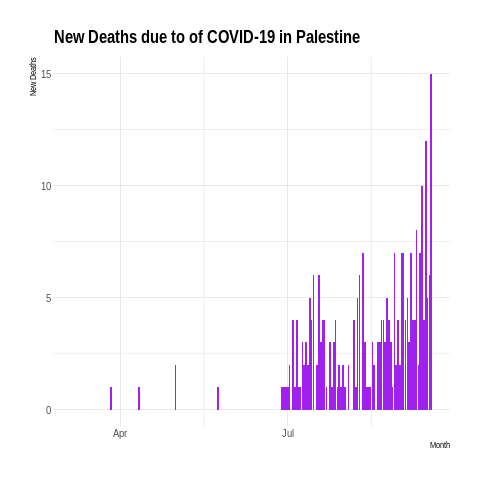 New Deaths due to of COVID-19 in Palestine
New Deaths
15
10
5
0
Apr
Jul
Month